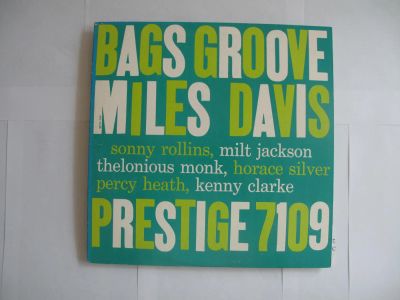 BAGS GROOVE
MILES DAVIS
sonny rollins, milt jackson
thelonious monk, horace silver
percy heath, kenny clarke
PRESTIGE 7109